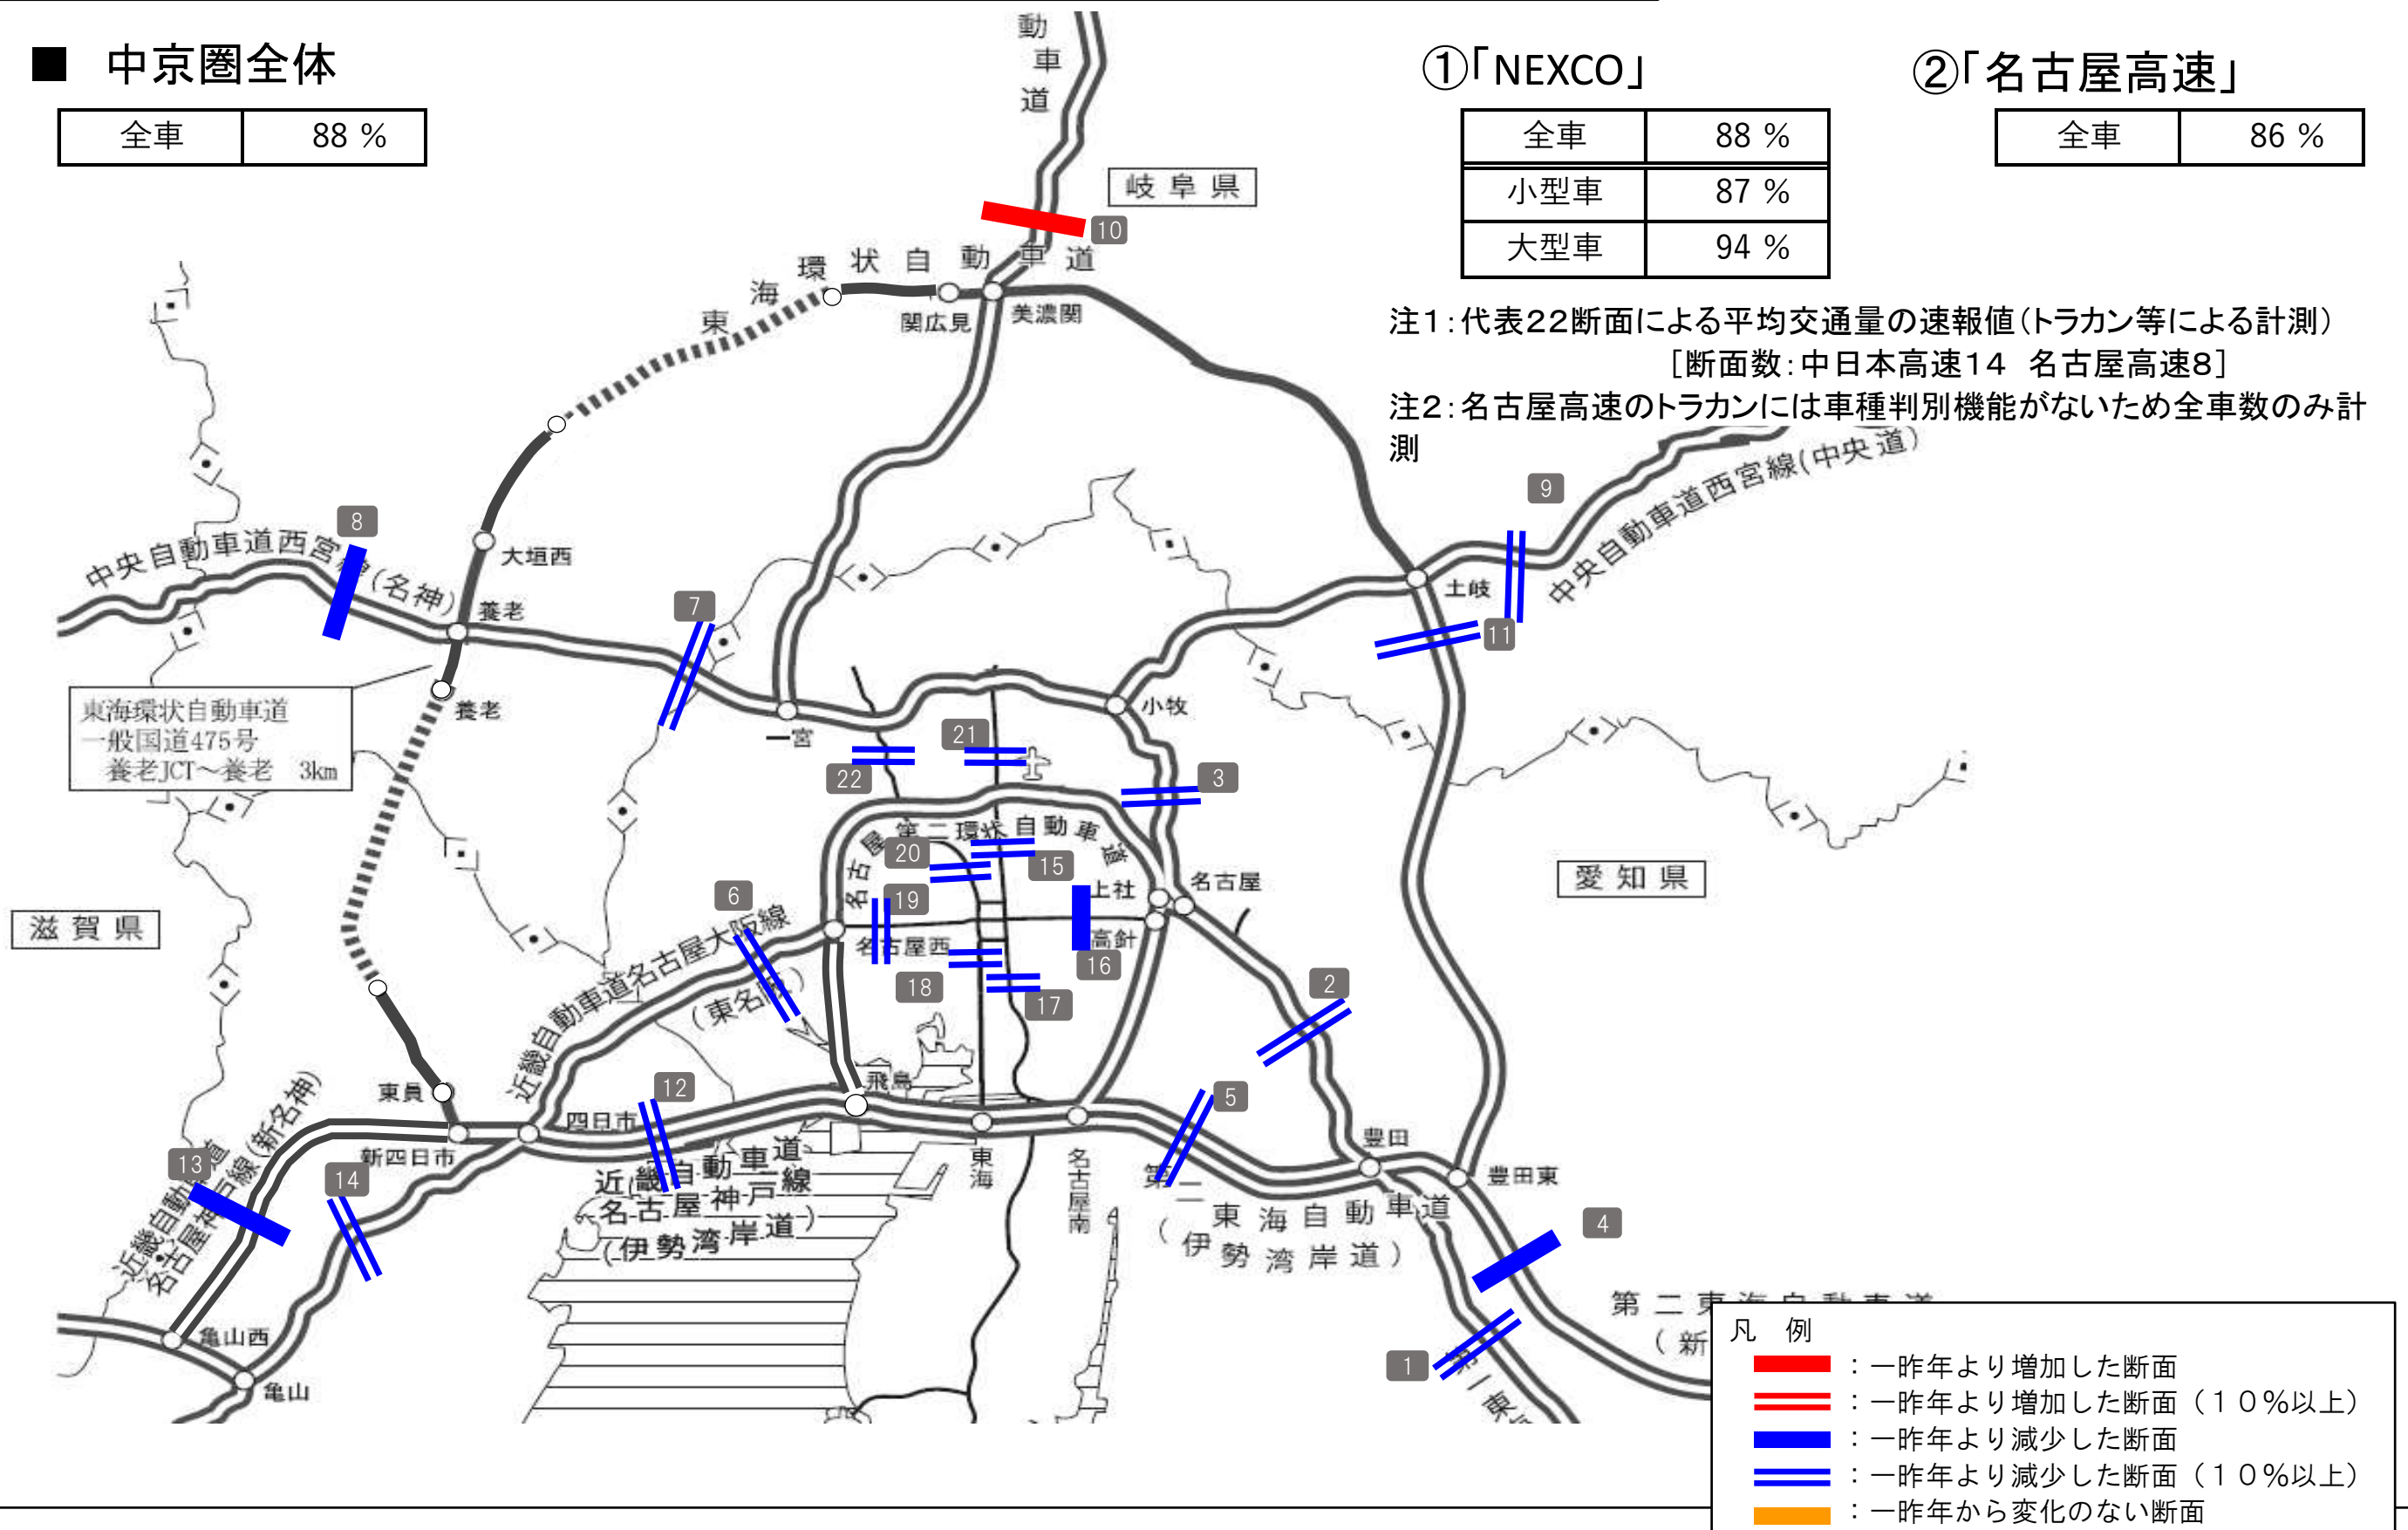 ■ 中京圏全体
全車 88 %
①「NEXCO」
全車 88 %
小型車 87 %
大型車 94 %
②「名古屋高速」
全車 86 %
注1:代表22断面による平均交通量の速報値(トラカン等による計測)
[断面数:中日本高速14 名古屋高速8]
注2:名古屋高速のトラカンには車種判別機能がないため全車数のみ計
測
動車道
岐阜県
10
東海環状自動車道
関広見
美濃関
9
中央自動車道西宮線(中央道)
8
中央自動車道西宮線(名神)
大垣西
養老
7
土岐
11
東海環状自動車道
一般国道475号
養老JCT~養老 3km
養老
一宮
小牧
21
22
3
名古屋第二環状自動車道
20
15
上社
名古屋
19
愛知県
滋賀県
6
近畿自動車道名古屋大阪線
(東名阪)
名古屋西
高針
16
18
17
2
東員
飛島
12
四日市
5
新四日市
近畿自動車道
名古屋神戸線(新名神)
13
14
近畿自動車道
名古屋神戸線
(伊勢湾岸道)
東海
名古屋南
豊田
豊田東
第二東海自動車道
(伊勢湾岸道)
4
亀山西
亀山
1
第二東海自動車道
(新
第一東
凡 例
:一昨年より増加した断面
:一昨年より増加した断面(10%以上)
:一昨年より減少した断面
:一昨年より減少した断面(10%以上)
:一昨年から変化のない断面